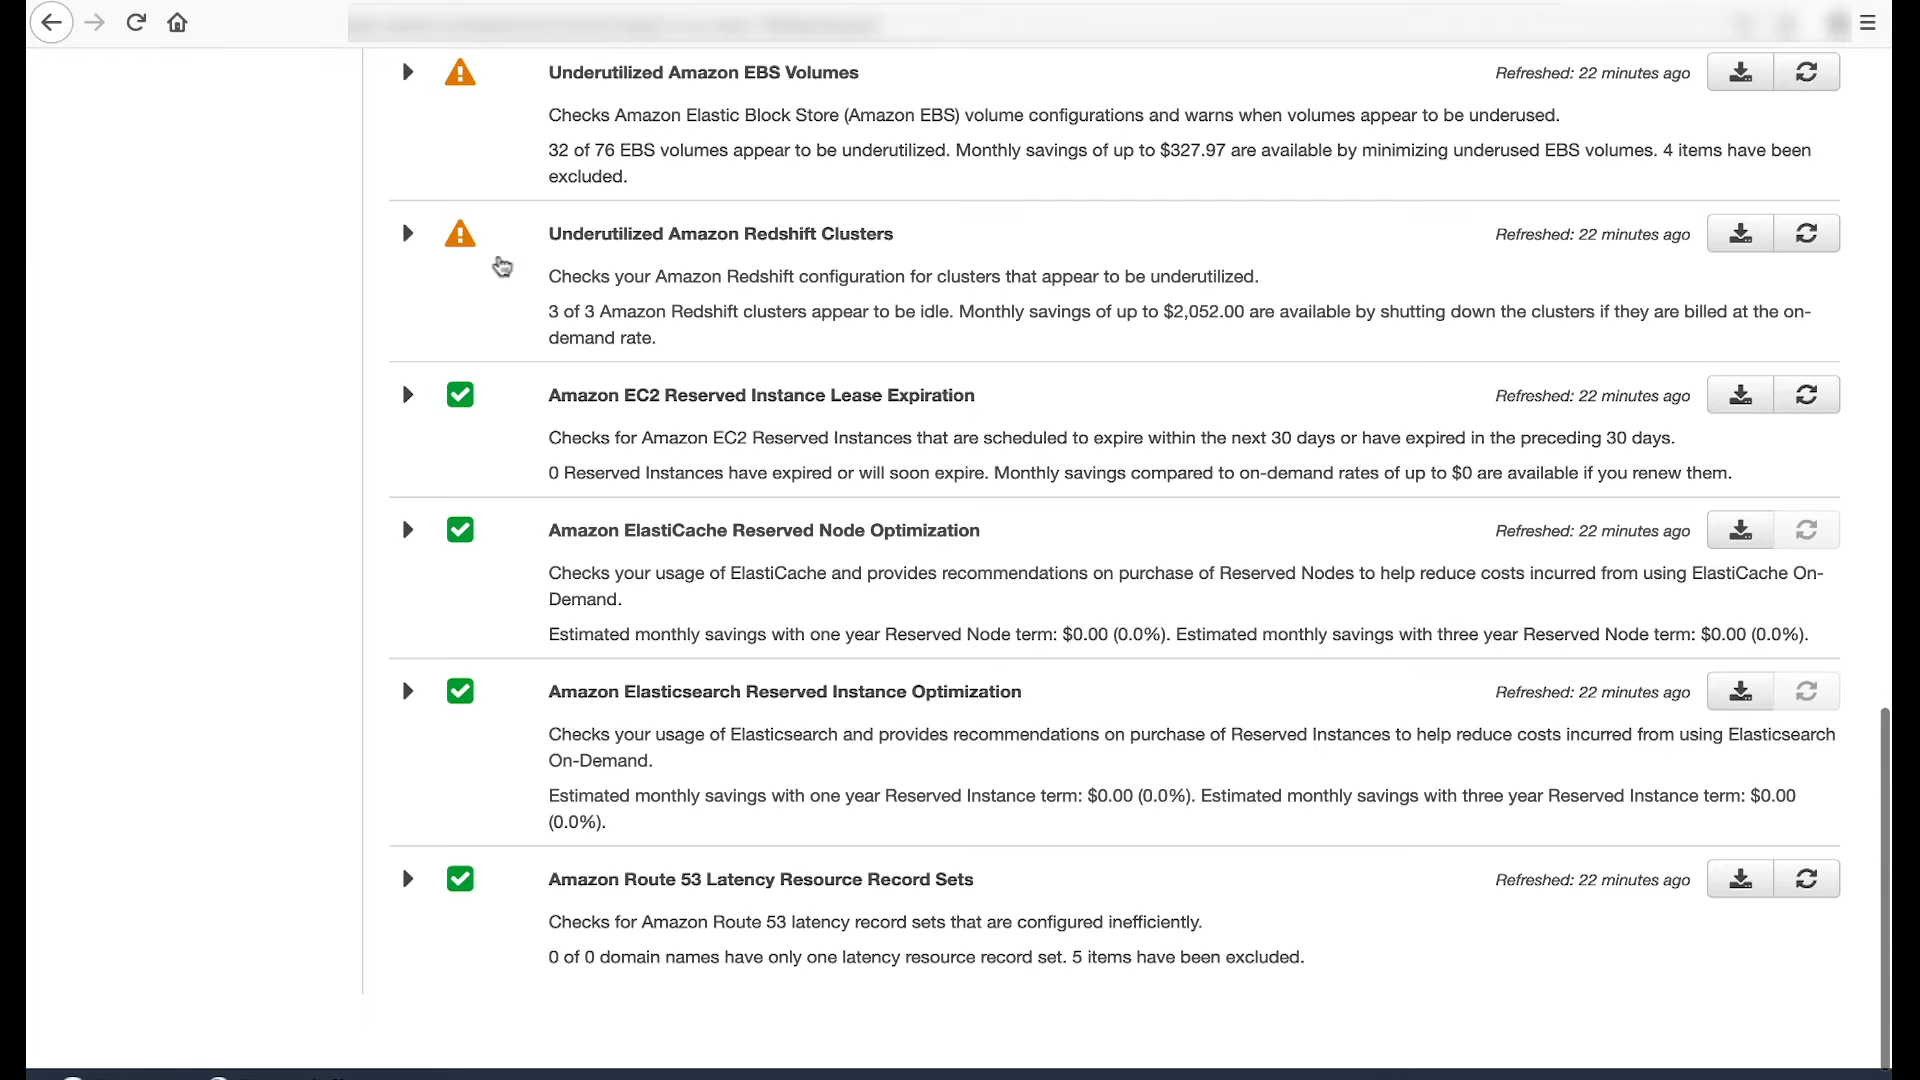 Underutilized Amazon EBS Volumes
Refreshed: 22 minutes ago
Checks Amazon Elastic Block Store (Amazon EBS) volume configurations and warns when volumes appear to be underused.
32 of 76 EBS volumes appear to be underutilized. Monthly savings of up to $327.97 are available by minimizing underused EBS volumes. 4 items have been
excluded.
Underutilized Amazon Redshift Clusters
Refreshed: 22 minutes ago
Checks your Amazon Redshift configuration for clusters that appear to be underutilized.
3 of 3 Amazon Redshift clusters appear to be idle. Monthly savings of up to $2,052.00 are available by shutting down the clusters if they are billed at the on-
demand rate.
Amazon EC2 Reserved Instance Lease Expiration
Refreshed: 22 minutes ago
Checks for Amazon EC2 Reserved Instances that are scheduled to expire within the next 30 days or have expired in the preceding 30 days.
0 Reserved Instances have expired or will soon expire. Monthly savings compared to on-demand rates of up to $0 are available if you renew them.
Amazon ElastiCache Reserved Node Optimization
Refreshed: 22 minutes ago
Checks your usage of ElastiCache and provides recommendations on purchase of Reserved Nodes to help reduce costs incurred from using ElastiCache On-
Demand.
Estimated monthly savings with one year Reserved Node term: $0.00 (0.0%). Estimated monthly savings with three year Reserved Node term: $0.00 (0.0%).
Amazon Elasticsearch Reserved Instance Optimization
Refreshed: 22 minutes ago
Checks your usage of Elasticsearch and provides recommendations on purchase of Reserved Instances to help reduce costs incurred from using Elasticsearch
On-Demand.
Estimated monthly savings with one year Reserved Instance term: $0.00 (0.0%). Estimated monthly savings with three year Reserved Instance term: $0.00
(0.0%).
Amazon Route 53 Latency Resource Record Sets
Refreshed: 22 minutes ago
Checks for Amazon Route 53 latency record sets that are configured inefficiently.
0 of 0 domain names have only one latency resource record set. 5 items have been excluded.